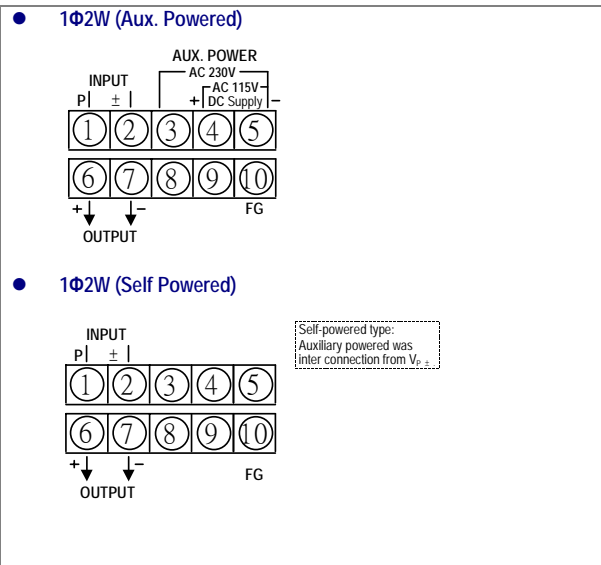 ● 1Φ2W (Aux. Powered)
AUX. POWER
AC 230V
INPUT
AC 115V
P ± + DC Supply −
1 2 3 4 5
6 7 8 9 10
+ − FG
OUTPUT
● 1Φ2W (Self Powered)
INPUT
P ±
Self-powered type:
Auxiliary powered was
inter connection from VP ±
1 2 3 4 5
6 7 8 9 10
+ − FG
OUTPUT